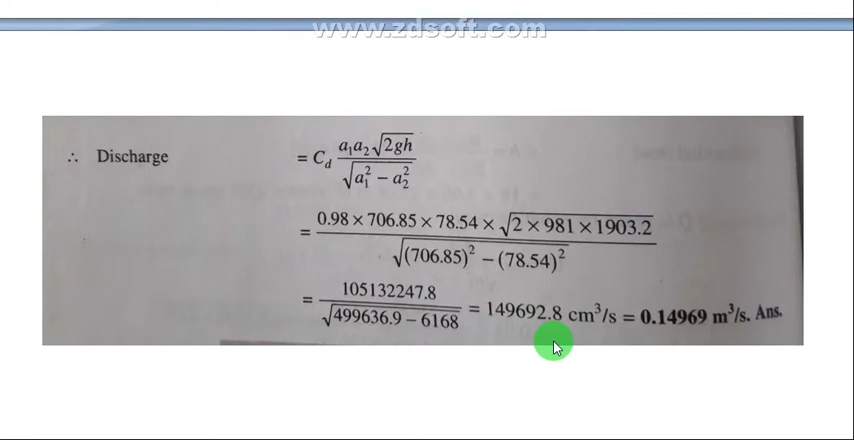 www.zdsoft.com
∴ Discharge = C_d a₁a₂√2gh / √a₁² − a₂²
= 0.98 × 706.85 × 78.54 × √2 × 981 × 1903.2 / √(706.85)² − (78.54)²
= 105132247.8 / √499636.9 − 6168 = 149692.8 cm³/s = 0.14969 m³/s. Ans.